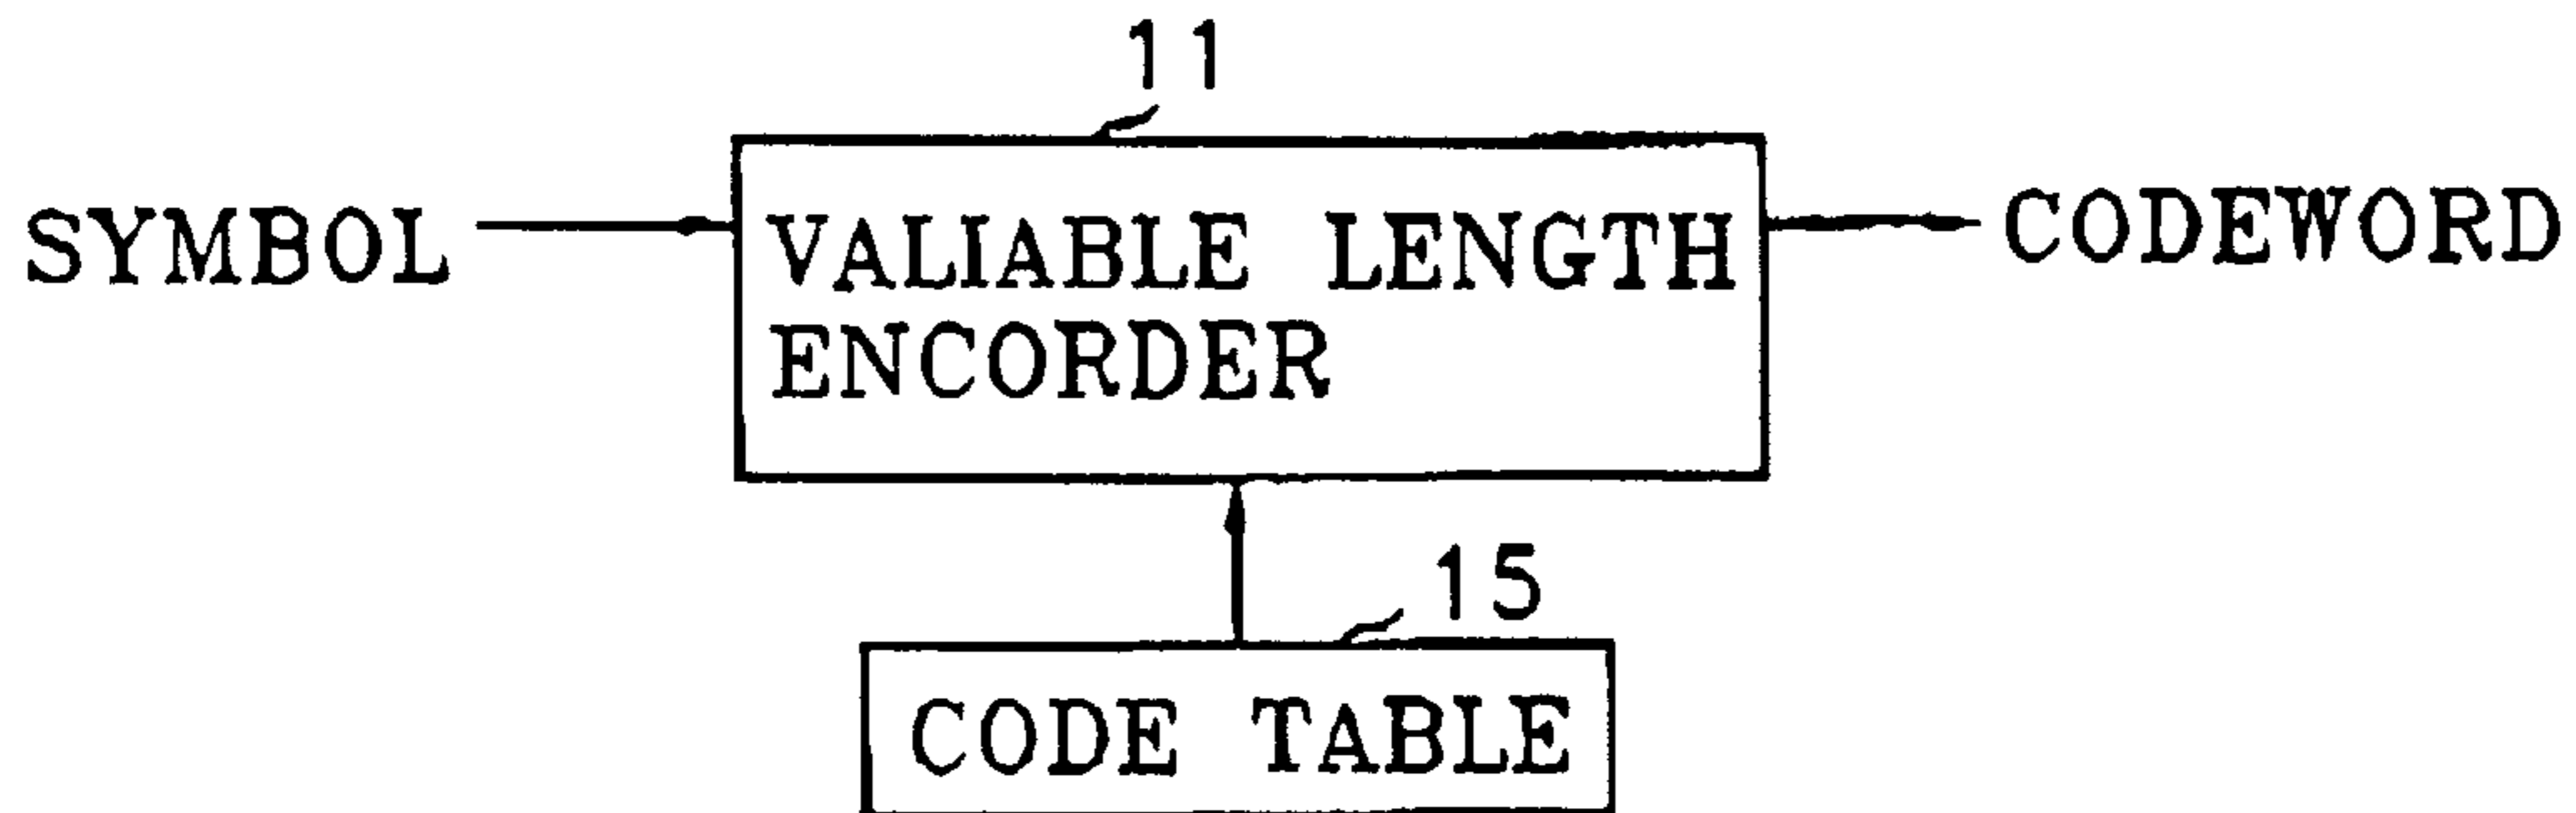 11
SYMBOL
VALIABLE LENGTH
ENCORDER
CODEWORD
15
CODE TABLE